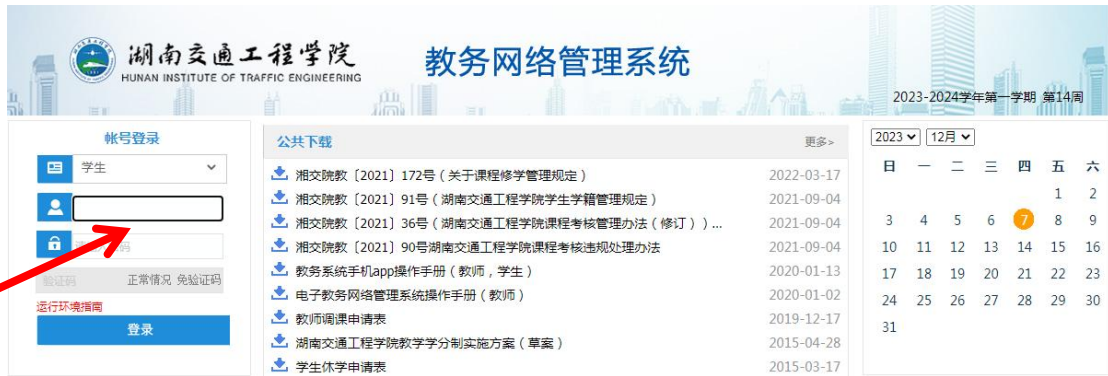 湖南交通工程学院
HUNAN INSTITUTE OF TRAFFIC ENGINEERING
教务网络管理系统
2023-2024学年第一学期 第14周
帐号登录
学生
码
验证码 正常情况 免验证码
运行环境指南
登录
公共下载 更多>
湘交院教〔2021〕172号（关于课程修学管理规定） 2022-03-17
湘交院教〔2021〕91号（湖南交通工程学院学生学籍管理规定） 2021-09-04
湘交院教〔2021〕36号（湖南交通工程学院课程考核管理办法（修订））... 2021-09-04
湘交院教〔2021〕90号湖南交通工程学院课程考核违规处理办法 2021-09-04
教务系统手机app操作手册（教师，学生） 2020-01-13
电子教务网络管理系统操作手册（教师） 2020-01-02
教师调课申请表 2019-12-17
湖南交通工程学院教学学分制实施方案（草案） 2015-04-28
学生休学申请表 2015-03-17
2023 12月
日 一 二 三 四 五 六
1 2
3 4 5 6 7 8 9
10 11 12 13 14 15 16
17 18 19 20 21 22 23
24 25 26 27 28 29 30
31